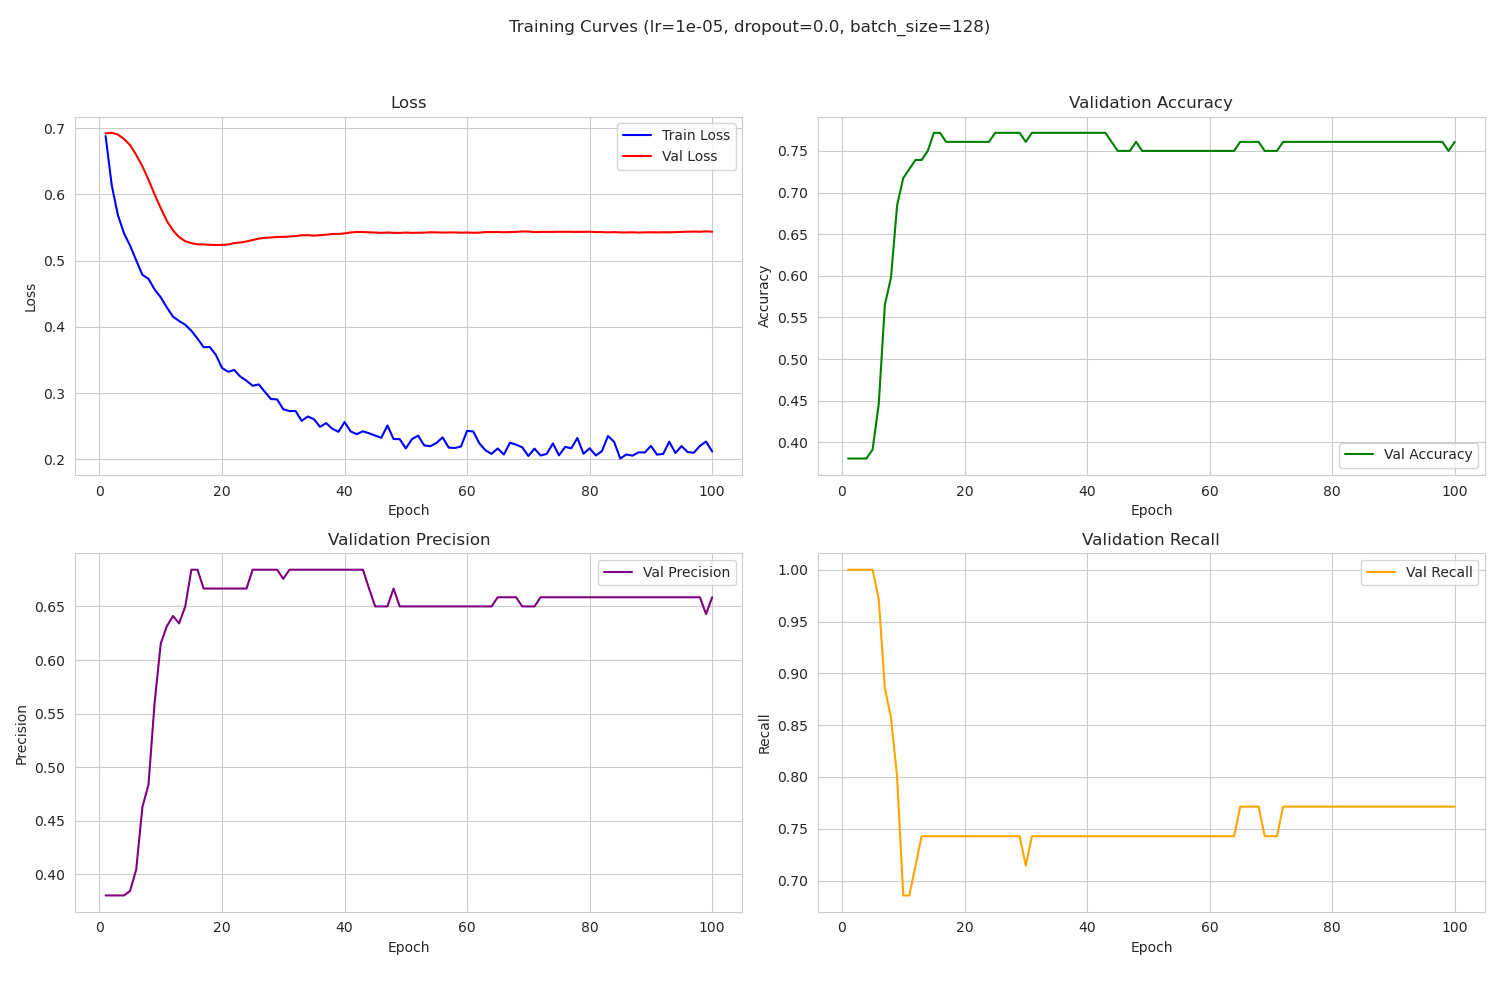 Training Curves (lr=1e-05, dropout=0.0, batch_size=128)
Loss
Train Loss
Val Loss
0.7
0.6
0.5
0.4
0.3
0.2
Loss
0 20 40 60 80 100
Epoch
Validation Accuracy
0.75
0.70
0.65
0.60
0.55
0.50
0.45
0.40
Accuracy
Val Accuracy
0 20 40 60 80 100
Epoch
Validation Precision
Val Precision
0.65
0.60
0.55
0.50
0.45
0.40
Precision
0 20 40 60 80 100
Epoch
Validation Recall
Val Recall
1.00
0.95
0.90
0.85
0.80
0.75
0.70
Recall
0 20 40 60 80 100
Epoch